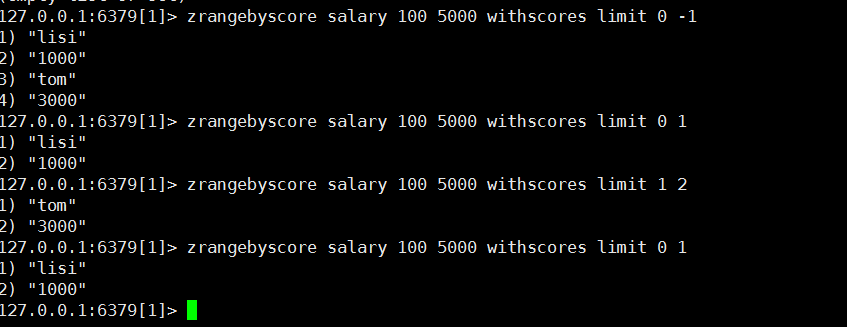 127.0.0.1:6379[1]> zrangebyscore salary 100 5000 withscores limit 0 -1
1) "lisi"
2) "1000"
3) "tom"
4) "3000"
127.0.0.1:6379[1]> zrangebyscore salary 100 5000 withscores limit 0 1
1) "lisi"
2) "1000"
127.0.0.1:6379[1]> zrangebyscore salary 100 5000 withscores limit 1 2
1) "tom"
2) "3000"
127.0.0.1:6379[1]> zrangebyscore salary 100 5000 withscores limit 0 1
1) "lisi"
2) "1000"
127.0.0.1:6379[1]>